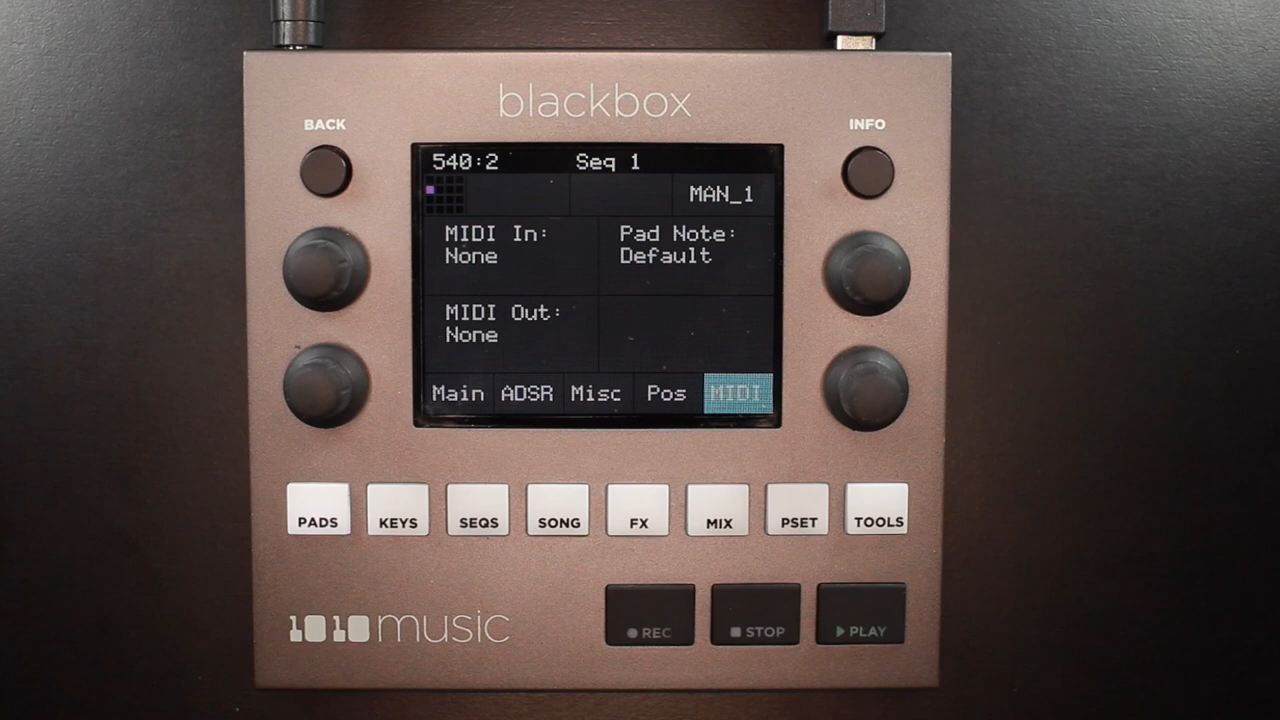 blackbox
BACK
INFO
540:2 Seq 1
MAN_1
MIDI In: Pad Note:
None Default
MIDI Out:
None
Main ADSR Misc Pos MIDI
PADS KEYS SEQS SONG FX MIX PSET TOOLS
1010music REC STOP PLAY